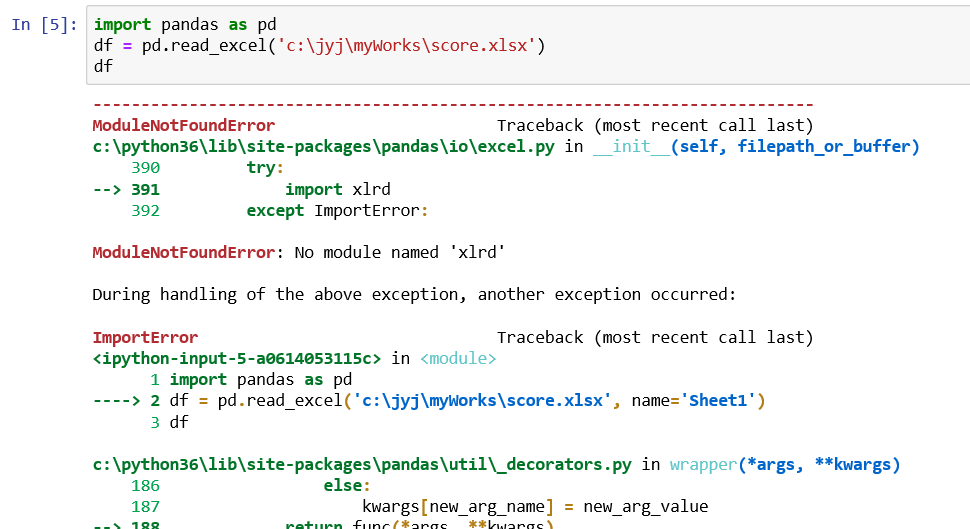 In [5]: import pandas as pd
df = pd.read_excel('c:\jyj\myWorks\score.xlsx')
df
---------------------------------------------------------------------------
ModuleNotFoundError Traceback (most recent call last)
c:\python36\lib\site-packages\pandas\io\excel.py in __init__(self, filepath_or_buffer)
390 try:
--> 391 import xlrd
392 except ImportError:
ModuleNotFoundError: No module named 'xlrd'
During handling of the above exception, another exception occurred:
ImportError Traceback (most recent call last)
<ipython-input-5-a0614053115c> in <module>
1 import pandas as pd
----> 2 df = pd.read_excel('c:\jyj\myWorks\score.xlsx', name='Sheet1')
3 df
c:\python36\lib\site-packages\pandas\util\_decorators.py in wrapper(*args, **kwargs)
186 else:
187 kwargs[new_arg_name] = new_arg_value
--> 188 return func(*args, **kwargs)